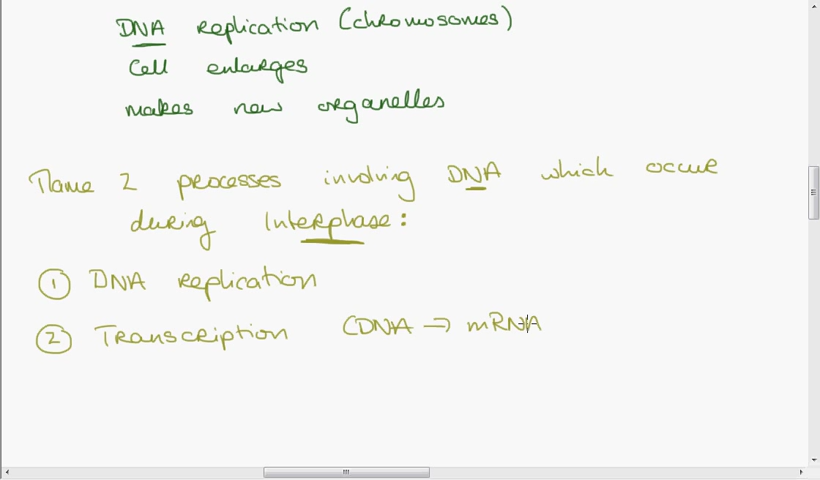 DNA replication (chromosomes)
Cell enlarges
makes new organelles
Name 2 processes involving DNA which occur
during Interphase:
① DNA replication
② Transcription (DNA → mRNA